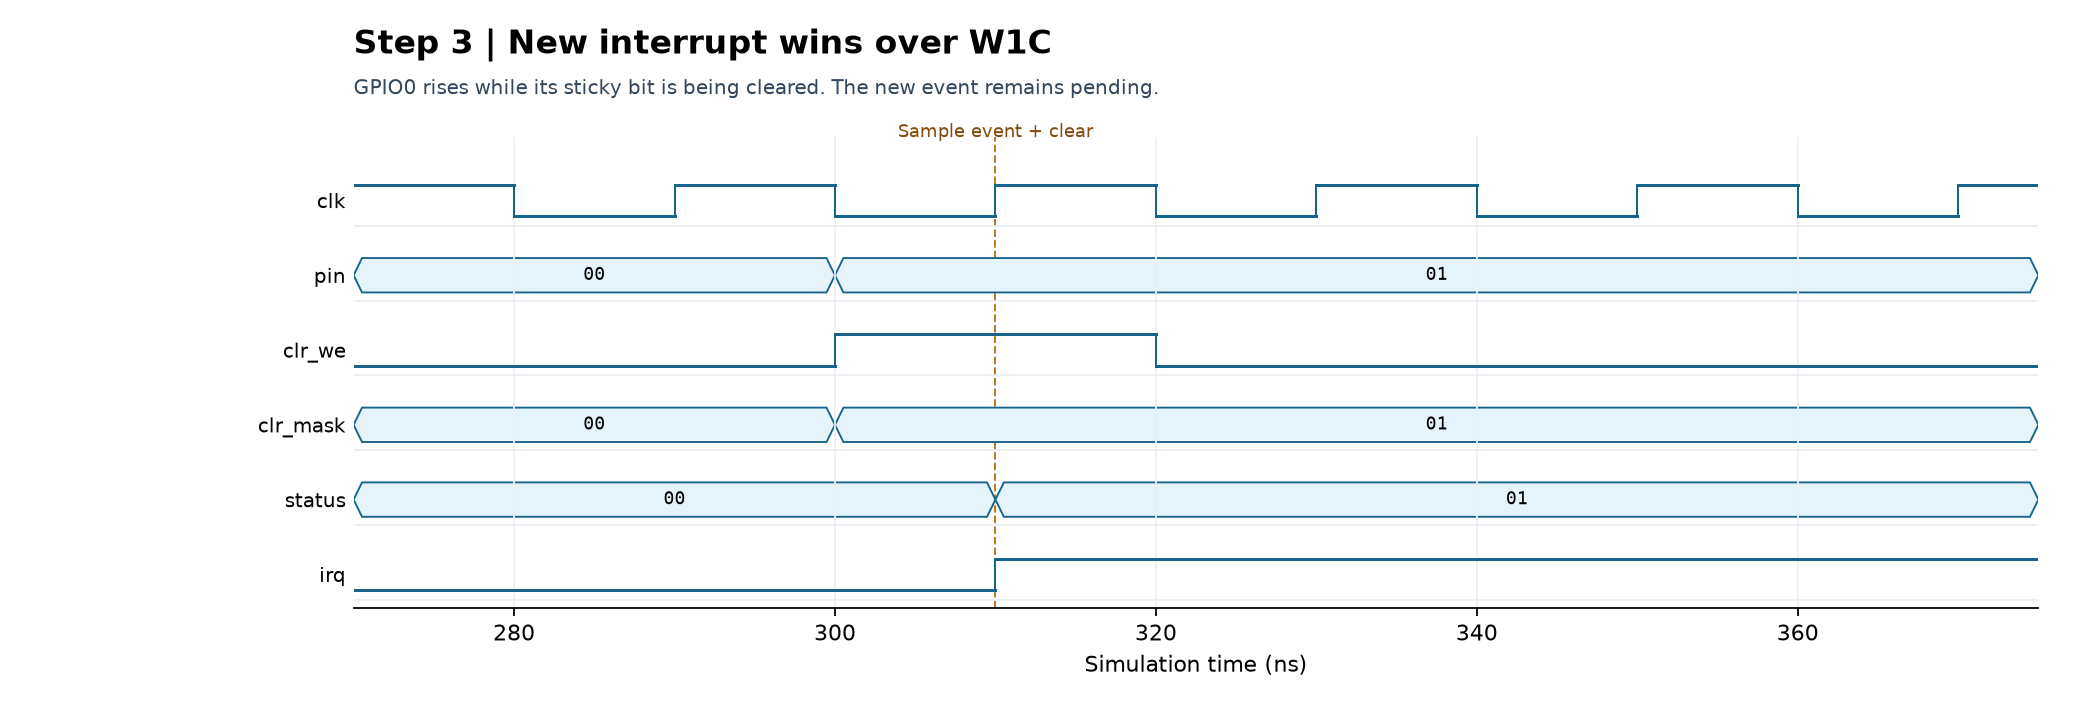 Step 3 | New interrupt wins over W1C
GPIO0 rises while its sticky bit is being cleared. The new event remains pending.
Sample event + clear
clk
pin 00 01
clr_we
clr_mask 00 01
status 00 01
irq
280 300 320 340 360
Simulation time (ns)